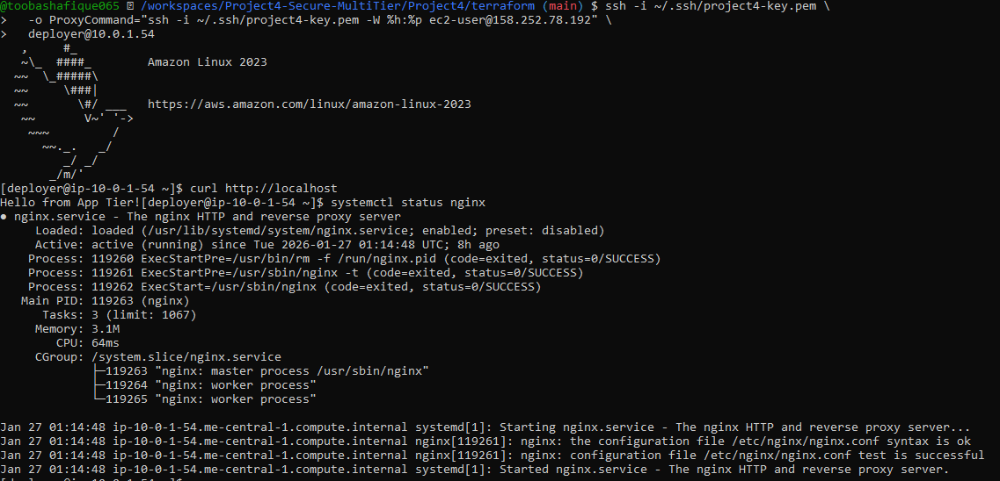 @toobashafique065 /workspaces/Project4-Secure-MultiTier/Project4/terraform (main) $ ssh -i ~/.ssh/project4-key.pem \
>   -o ProxyCommand="ssh -i ~/.ssh/project4-key.pem -W %h:%p ec2-user@158.252.78.192" \
>   deployer@10.0.1.54
   ,     #_
   ~\_  ####_        Amazon Linux 2023
  ~~  \_#####\
  ~~     \###|
  ~~       \#/ ___   https://aws.amazon.com/linux/amazon-linux-2023
   ~~       V~' '->
    ~~~         /
      ~~._.   _/
         _/ _/
       _/m/'
[deployer@ip-10-0-1-54 ~]$ curl http://localhost
Hello from App Tier![deployer@ip-10-0-1-54 ~]$ systemctl status nginx
● nginx.service - The nginx HTTP and reverse proxy server
     Loaded: loaded (/usr/lib/systemd/system/nginx.service; enabled; preset: disabled)
     Active: active (running) since Tue 2026-01-27 01:14:48 UTC; 8h ago
    Process: 119260 ExecStartPre=/usr/bin/rm -f /run/nginx.pid (code=exited, status=0/SUCCESS)
    Process: 119261 ExecStartPre=/usr/sbin/nginx -t (code=exited, status=0/SUCCESS)
    Process: 119262 ExecStart=/usr/sbin/nginx (code=exited, status=0/SUCCESS)
   Main PID: 119263 (nginx)
      Tasks: 3 (limit: 1067)
     Memory: 3.1M
        CPU: 64ms
     CGroup: /system.slice/nginx.service
             ├─119263 "nginx: master process /usr/sbin/nginx"
             ├─119264 "nginx: worker process"
             └─119265 "nginx: worker process"

Jan 27 01:14:48 ip-10-0-1-54.me-central-1.compute.internal systemd[1]: Starting nginx.service - The nginx HTTP and reverse proxy server...
Jan 27 01:14:48 ip-10-0-1-54.me-central-1.compute.internal nginx[119261]: nginx: the configuration file /etc/nginx/nginx.conf syntax is ok
Jan 27 01:14:48 ip-10-0-1-54.me-central-1.compute.internal nginx[119261]: nginx: configuration file /etc/nginx/nginx.conf test is successful
Jan 27 01:14:48 ip-10-0-1-54.me-central-1.compute.internal systemd[1]: Started nginx.service - The nginx HTTP and reverse proxy server.